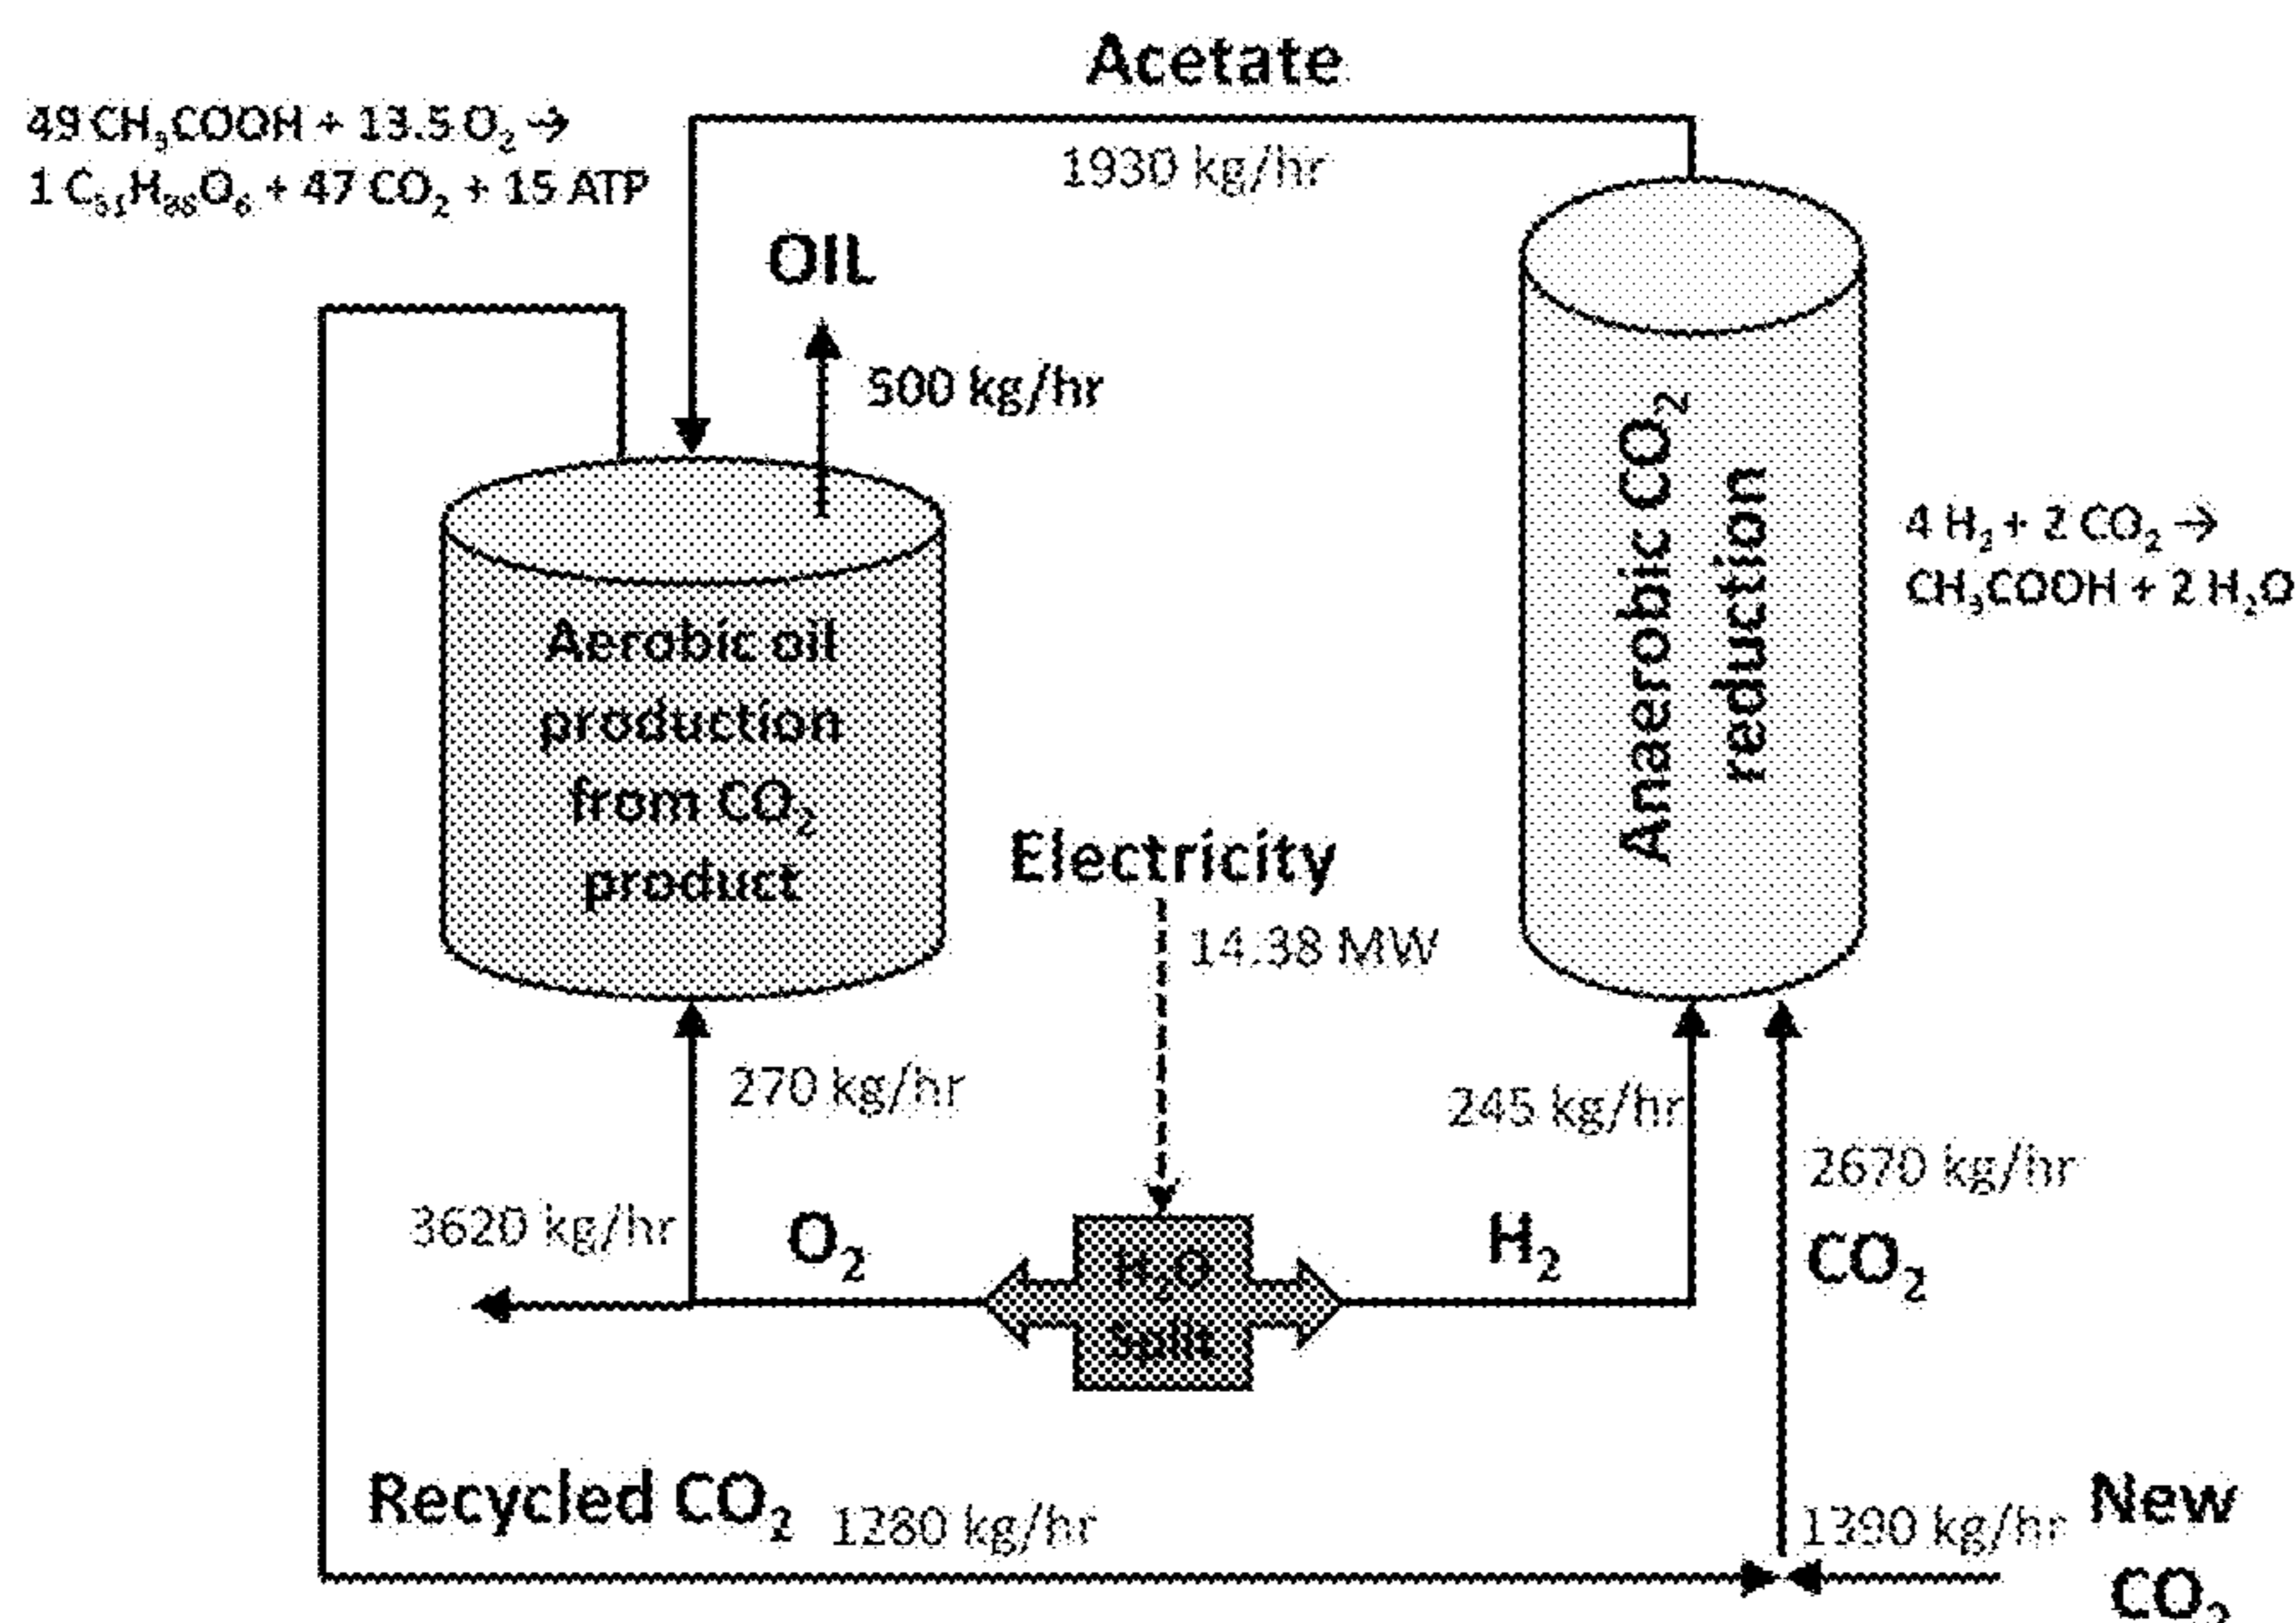 Acetate
49 CH₃COOH + 13.5 O₂ →
1 C₅₁H₈₈O₆ + 47 CO₂ + 15 ATP
1930 kg/hr
OIL
500 kg/hr
Aerobic oil
production
from CO₂
product
Anaerobic CO₂
reduction
4 H₂ + 2 CO₂ →
CH₃COOH + 2 H₂O
Electricity
14.38 MW
270 kg/hr
245 kg/hr
2670 kg/hr
3620 kg/hr
O₂
H₂O
Split
H₂
CO₂
Recycled CO₂ 1280 kg/hr
1390 kg/hr
New
CO₂